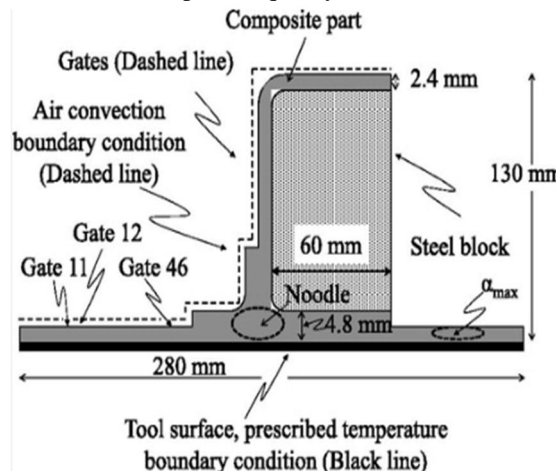 Composite part
Gates (Dashed line)
2.4 mm
Air convection
boundary condition
(Dashed line)
130 mm
Gate 12
60 mm
Steel block
Gate 11
Gate 46
Noodle
αmax
4.8 mm
280 mm
Tool surface, prescribed temperature
boundary condition (Black line)